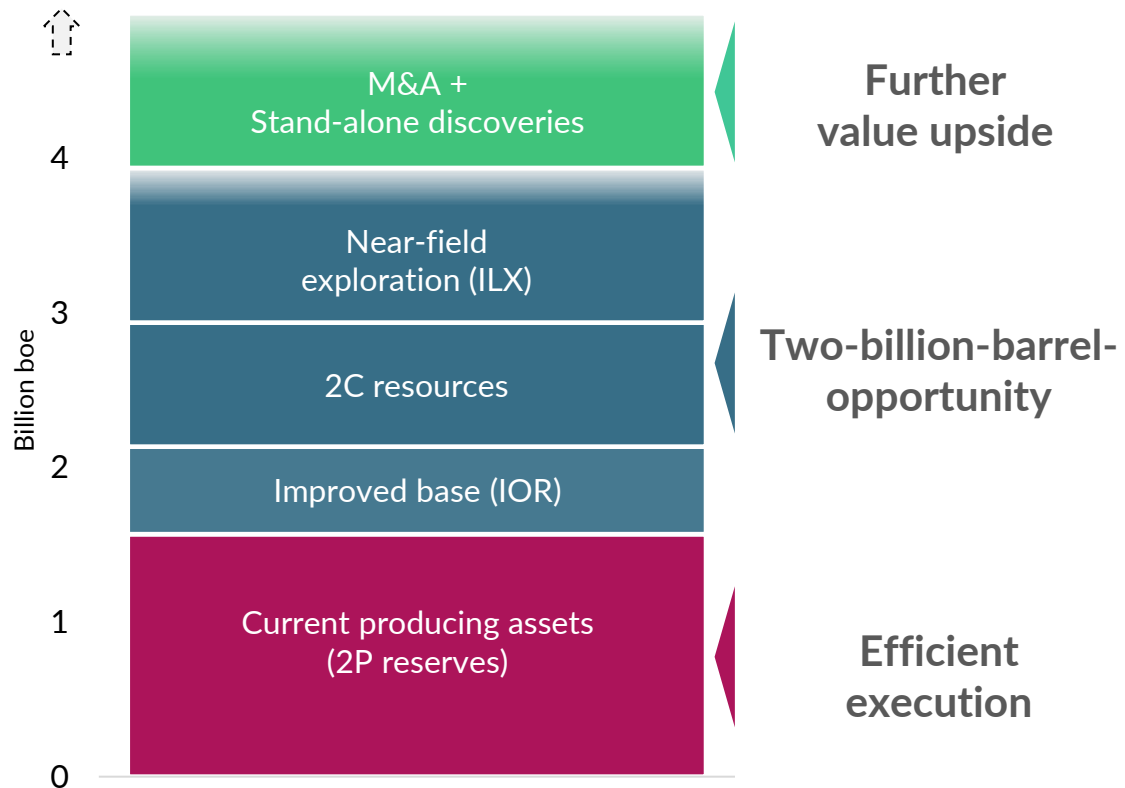 M&A +
Stand-alone discoveries
Further
value upside
4
Near-field
exploration (ILX)
3
Billion boe
2C resources
Two-billion-barrel-
opportunity
2
Improved base (IOR)
1
Current producing assets
(2P reserves)
Efficient
execution
0